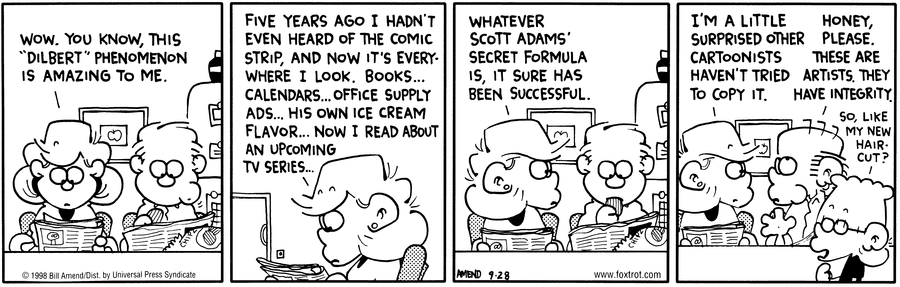 WOW. YOU KNOW, THIS
"DILBERT" PHENOMENON
IS AMAZING TO ME.
© 1998 Bill Amend/Dist. by Universal Press Syndicate
FIVE YEARS AGO I HADN'T
EVEN HEARD OF THE COMIC
STRIP, AND NOW IT'S EVERY-
WHERE I LOOK. BOOKS...
CALENDARS... OFFICE SUPPLY
ADS... HIS OWN ICE CREAM
FLAVOR... NOW I READ ABOUT
AN UPCOMING
TV SERIES...
WHATEVER
SCOTT ADAMS'
SECRET FORMULA
IS, IT SURE HAS
BEEN SUCCESSFUL.
AMEND 9-28
www.foxtrot.com
I'M A LITTLE
SURPRISED OTHER
CARTOONISTS
HAVEN'T TRIED
TO COPY IT.
HONEY,
PLEASE.
THESE ARE
ARTISTS. THEY
HAVE INTEGRITY.
SO, LIKE
MY NEW
HAIR-
CUT?